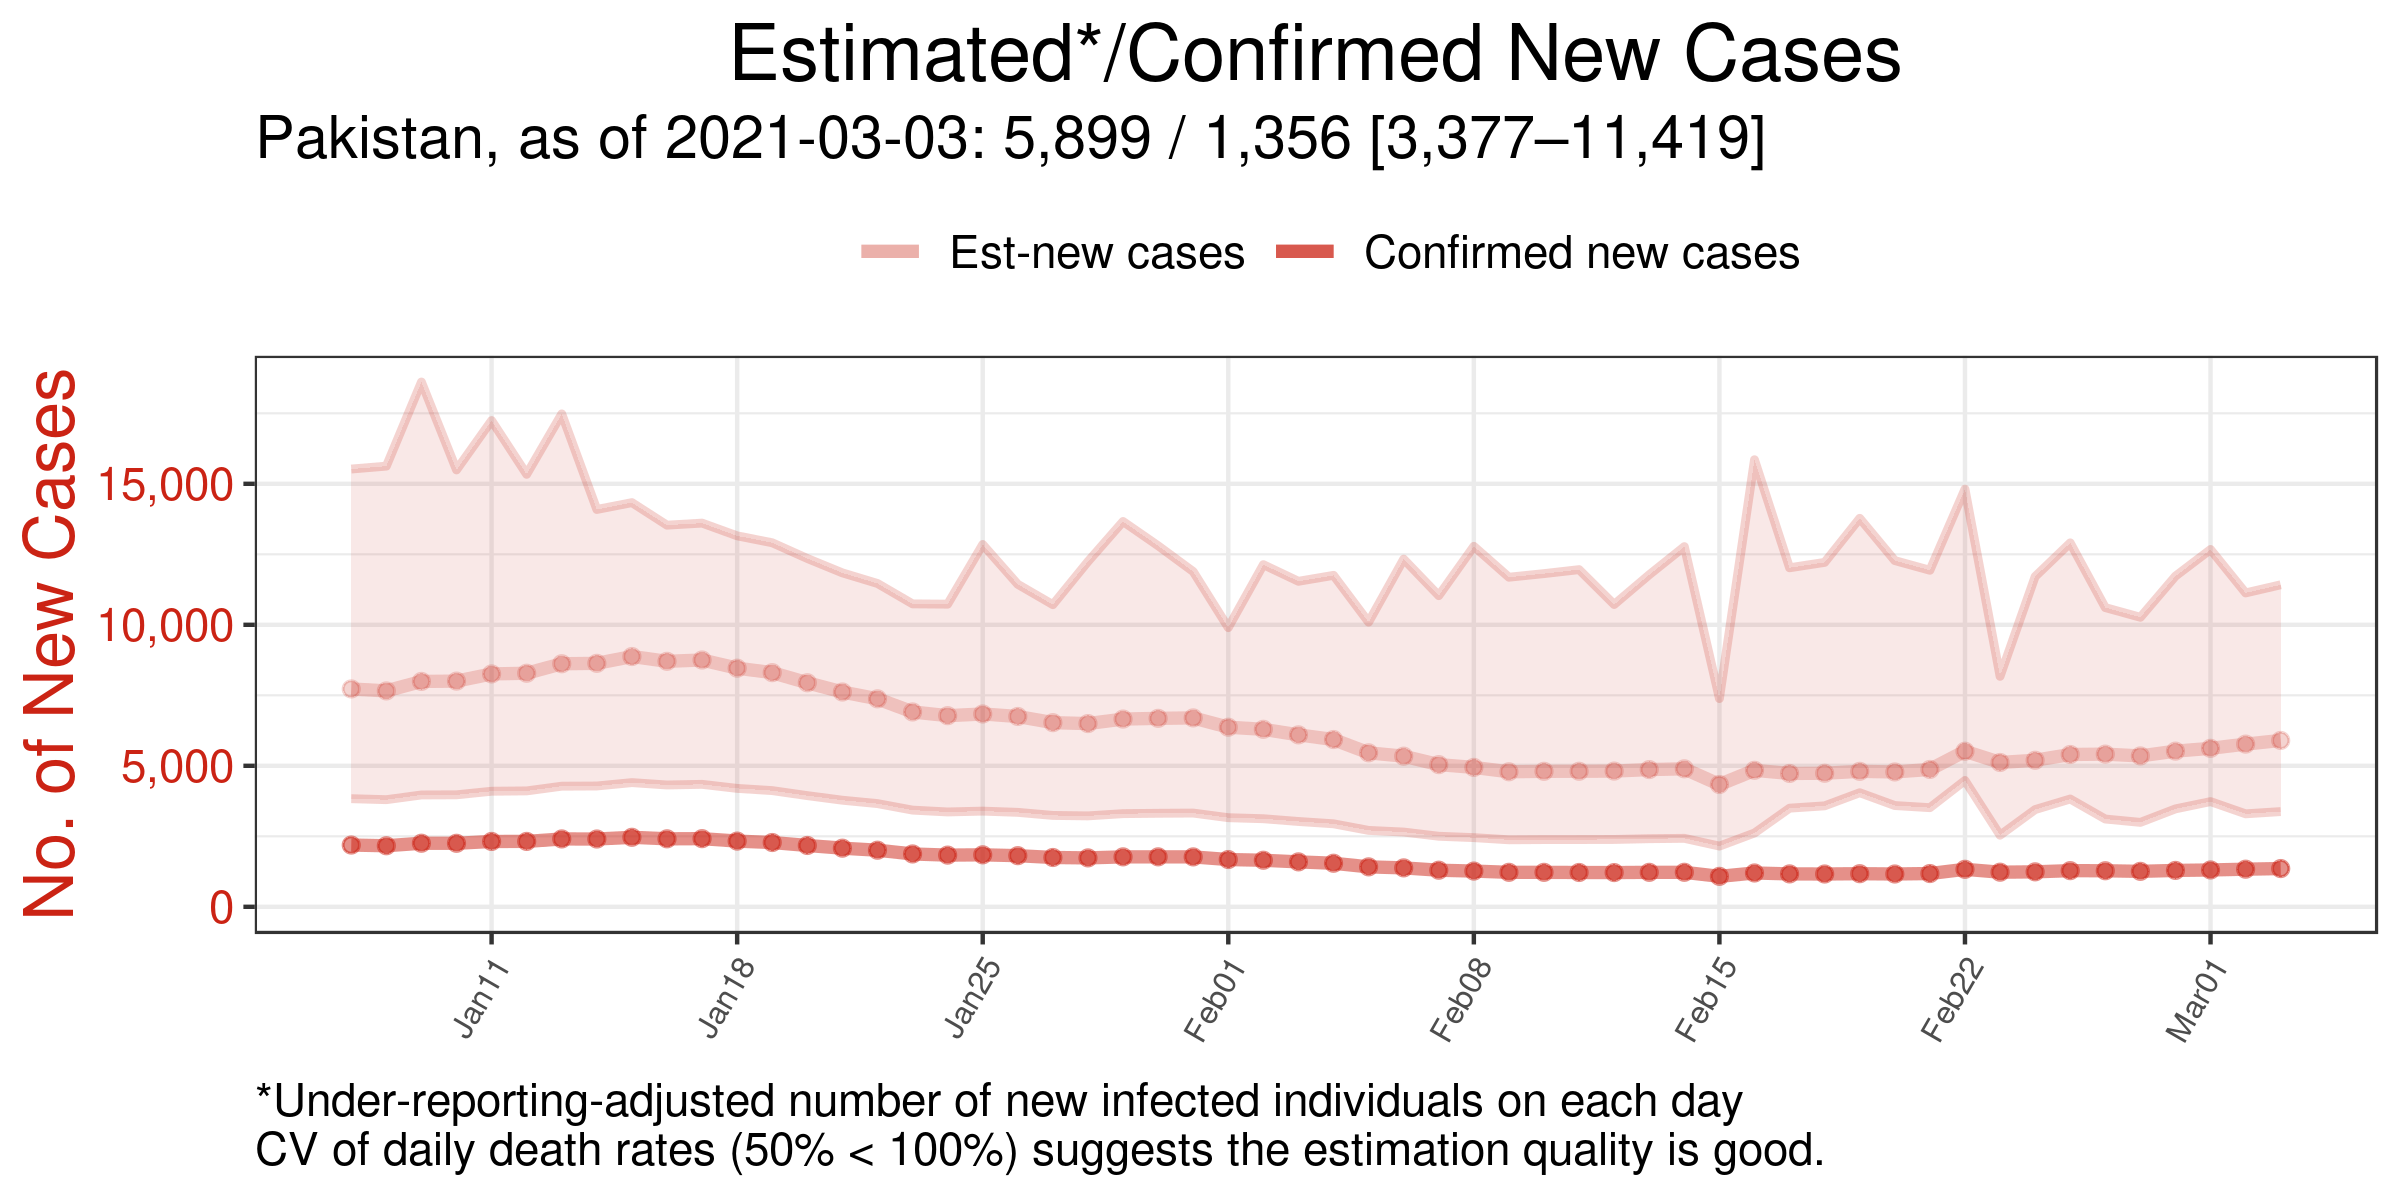 Estimated*/Confirmed New Cases
Pakistan, as of 2021-03-03: 5,899 / 1,356 [3,377–11,419]
Est-new cases
Confirmed new cases
No. of New Cases
15,000
10,000
5,000
0
Jan11
Jan18
Jan25
Feb01
Feb08
Feb15
Feb22
Mar01
*Under-reporting-adjusted number of new infected individuals on each day
CV of daily death rates (50% < 100%) suggests the estimation quality is good.